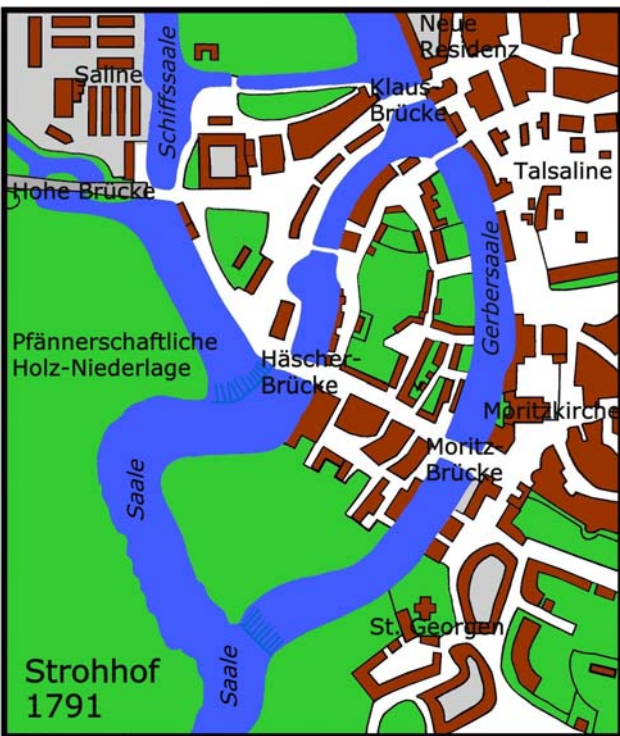 Neue
Residenz
Schiffssaale
Saline
Klaus-
Brücke
Talsaline
Hohe Brücke
Gerbersaale
Pfännerschaftliche
Holz-Niederlage
Häscher-
Brücke
Moritzkirche
Moritz-
Brücke
Saale
St. Georgen
Saale
Strohhof
1791